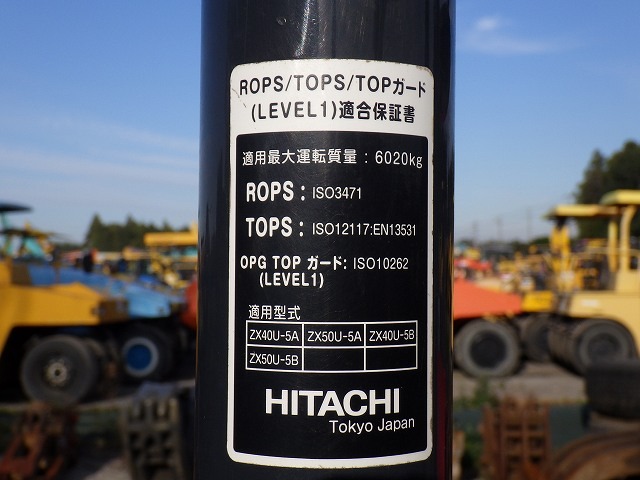 ROPS/TOPS/TOPガード
(LEVEL1)適合保証書
適用最大運転質量：6020kg
ROPS：ISO3471
TOPS：ISO12117:EN13531
OPG TOP ガード：ISO10262
(LEVEL1)
適用型式
ZX40U-5A ZX50U-5A ZX40U-5B
ZX50U-5B
HITACHI
Tokyo Japan